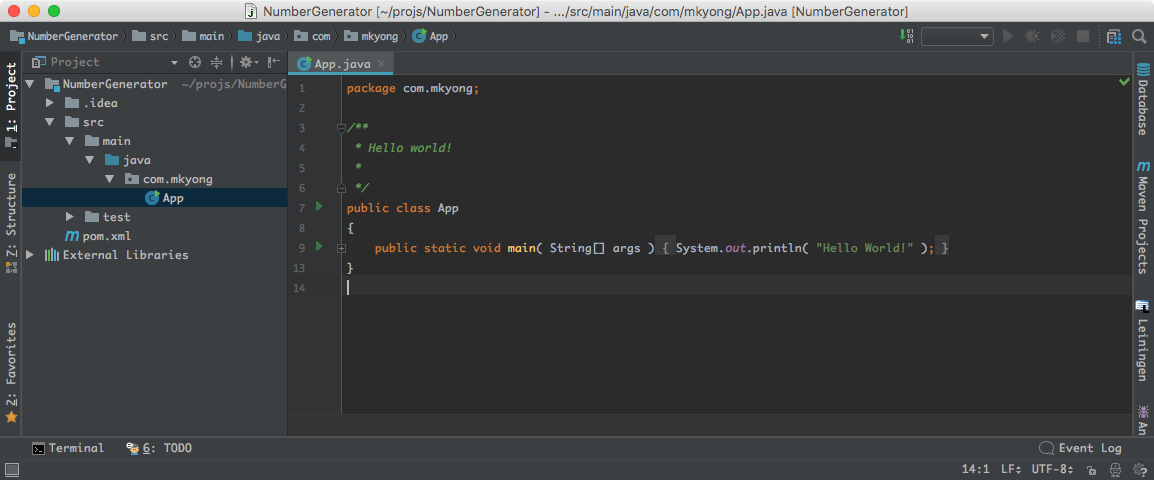 NumberGenerator [~/projs/NumberGenerator] - .../src/main/java/com/mkyong/App.java [NumberGenerator]
NumberGenerator src main java com mkyong App
1: Project
Z: Structure
2: Favorites
Project
NumberGenerator ~/projs/NumberG
.idea
src
main
java
com.mkyong
App
test
pom.xml
External Libraries
App.java
1 package com.mkyong;
2
3 /**
4 * Hello world!
5 *
6 */
7 public class App
8 {
9 public static void main( String[] args ) { System.out.println( "Hello World!" ); }
13 }
14
Database
Maven Projects
Leiningen
An
Terminal
6: TODO
Event Log
14:1 LF UTF-8